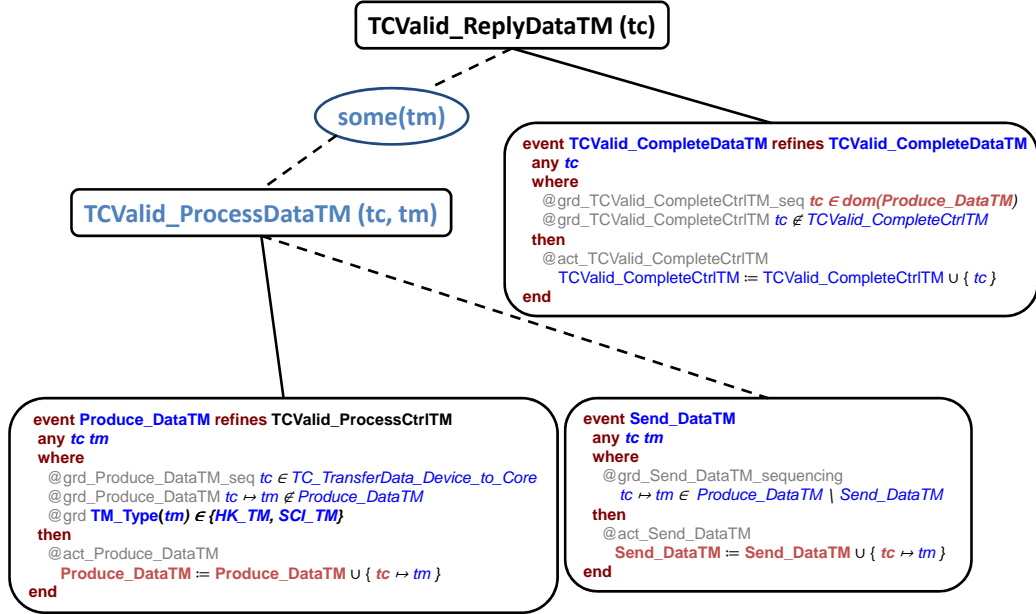 TCValid_ReplyDataTM (tc)
some(tm)
TCValid_ProcessDataTM (tc, tm)
event TCValid_CompleteDataTM refines TCValid_CompleteDataTM
any tc
where
@grd_TCValid_CompleteCtrlTM_seq tc ∈ dom(Produce_DataTM)
@grd_TCValid_CompleteCtrlTM tc ∉ TCValid_CompleteCtrlTM
then
@act_TCValid_CompleteCtrlTM
TCValid_CompleteCtrlTM ≔ TCValid_CompleteCtrlTM ∪ { tc }
end
event Produce_DataTM refines TCValid_ProcessCtrlTM
any tc tm
where
@grd_Produce_DataTM_seq tc ∈ TC_TransferData_Device_to_Core
@grd_Produce_DataTM tc ↦ tm ∉ Produce_DataTM
@grd TM_Type(tm) ∈ {HK_TM, SCI_TM}
then
@act_Produce_DataTM
Produce_DataTM ≔ Produce_DataTM ∪ { tc ↦ tm }
end
event Send_DataTM
any tc tm
where
@grd_Send_DataTM_sequencing
tc ↦ tm ∈ Produce_DataTM \ Send_DataTM
then
@act_Send_DataTM
Send_DataTM ≔ Send_DataTM ∪ { tc ↦ tm }
end